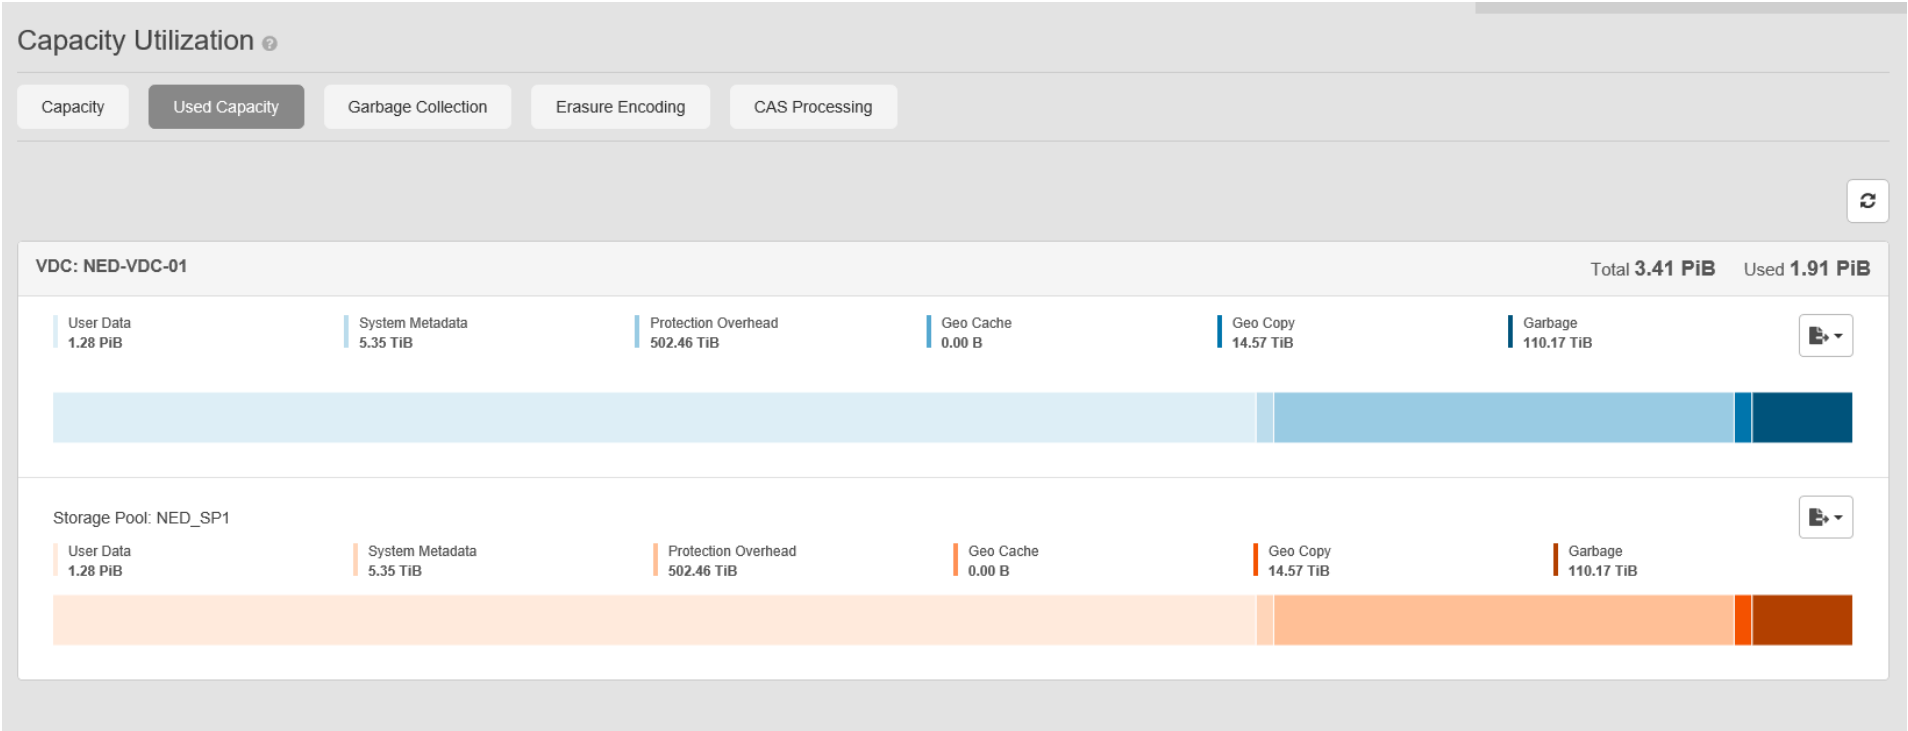 Capacity Utilization ?
Capacity Used Capacity Garbage Collection Erasure Encoding CAS Processing
VDC: NED-VDC-01 Total 3.41 PiB Used 1.91 PiB
User Data System Metadata Protection Overhead Geo Cache Geo Copy Garbage
1.28 PiB 5.35 TiB 502.46 TiB 0.00 B 14.57 TiB 110.17 TiB
Storage Pool: NED_SP1
User Data System Metadata Protection Overhead Geo Cache Geo Copy Garbage
1.28 PiB 5.35 TiB 502.46 TiB 0.00 B 14.57 TiB 110.17 TiB